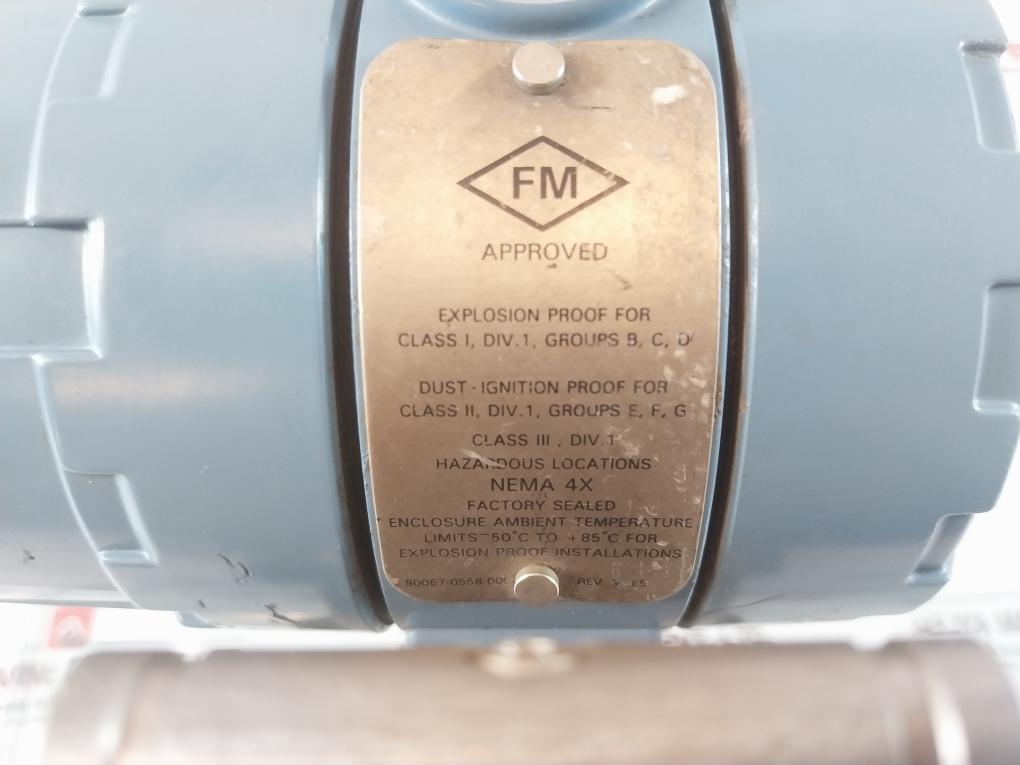 FM
APPROVED
EXPLOSION PROOF FOR
CLASS I, DIV.1, GROUPS B, C, D
DUST-IGNITION PROOF FOR
CLASS II, DIV.1, GROUPS E, F, G
CLASS III, DIV.1
HAZARDOUS LOCATIONS
NEMA 4X
FACTORY SEALED
ENCLOSURE AMBIENT TEMPERATURE
LIMITS -50°C TO +85°C FOR
EXPLOSION PROOF INSTALLATIONS
REV. E5